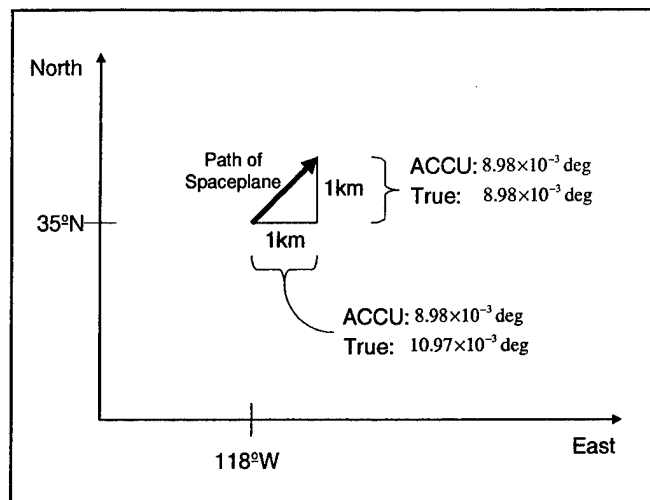 North
Path of
Spaceplane
ACCU: 8.98×10⁻³ deg
True: 8.98×10⁻³ deg
1km
35ºN
1km
ACCU: 8.98×10⁻³ deg
True: 10.97×10⁻³ deg
118ºW
East